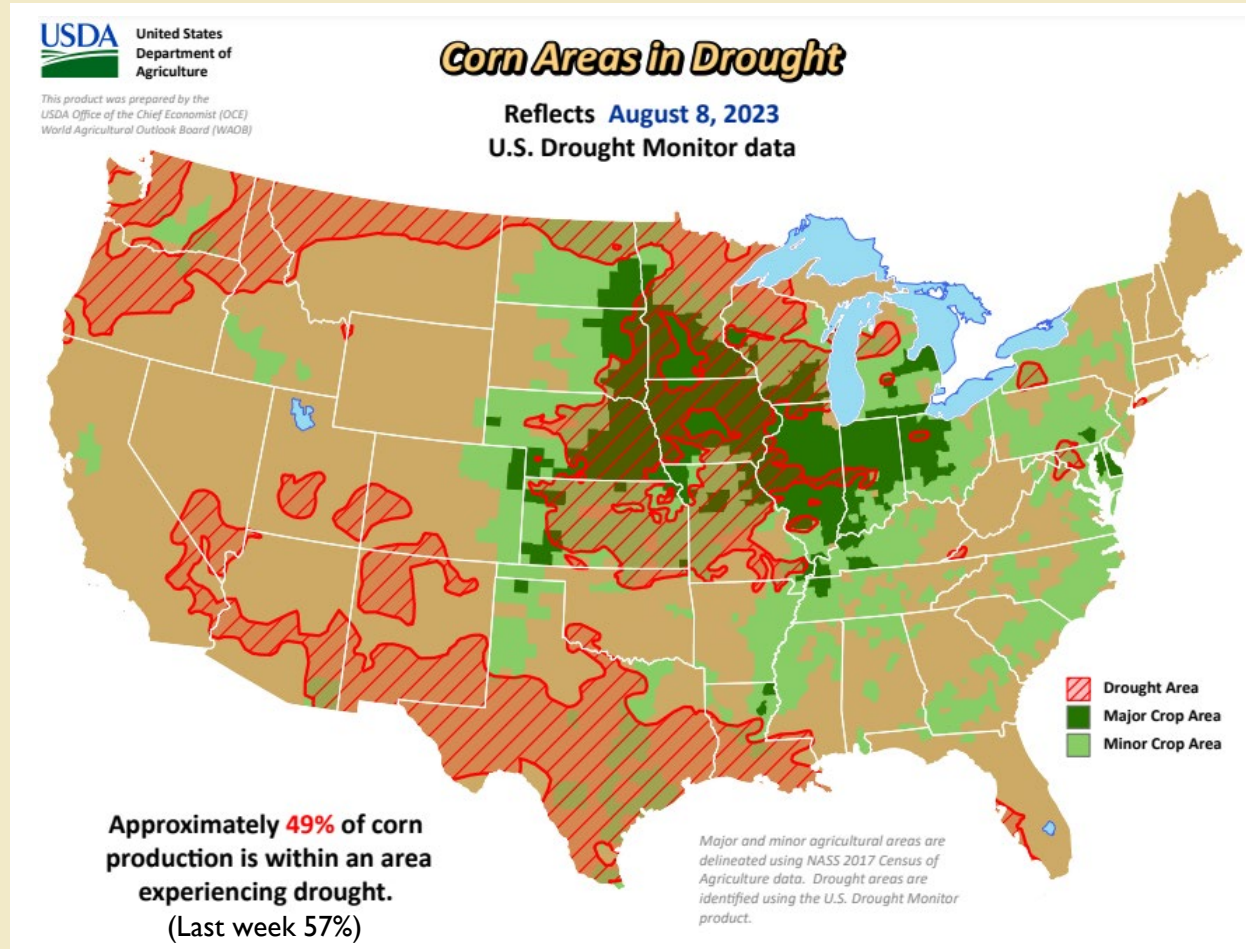 USDA
United States
Department of
Agriculture
This product was prepared by the
USDA Office of the Chief Economist (OCE)
World Agricultural Outlook Board (WAOB)
Corn Areas in Drought
Reflects August 8, 2023
U.S. Drought Monitor data
Drought Area
Major Crop Area
Minor Crop Area
Approximately 49% of corn
production is within an area
experiencing drought.
(Last week 57%)
Major and minor agricultural areas are
delineated using NASS 2017 Census of
Agriculture data. Drought areas are
identified using the U.S. Drought Monitor
product.